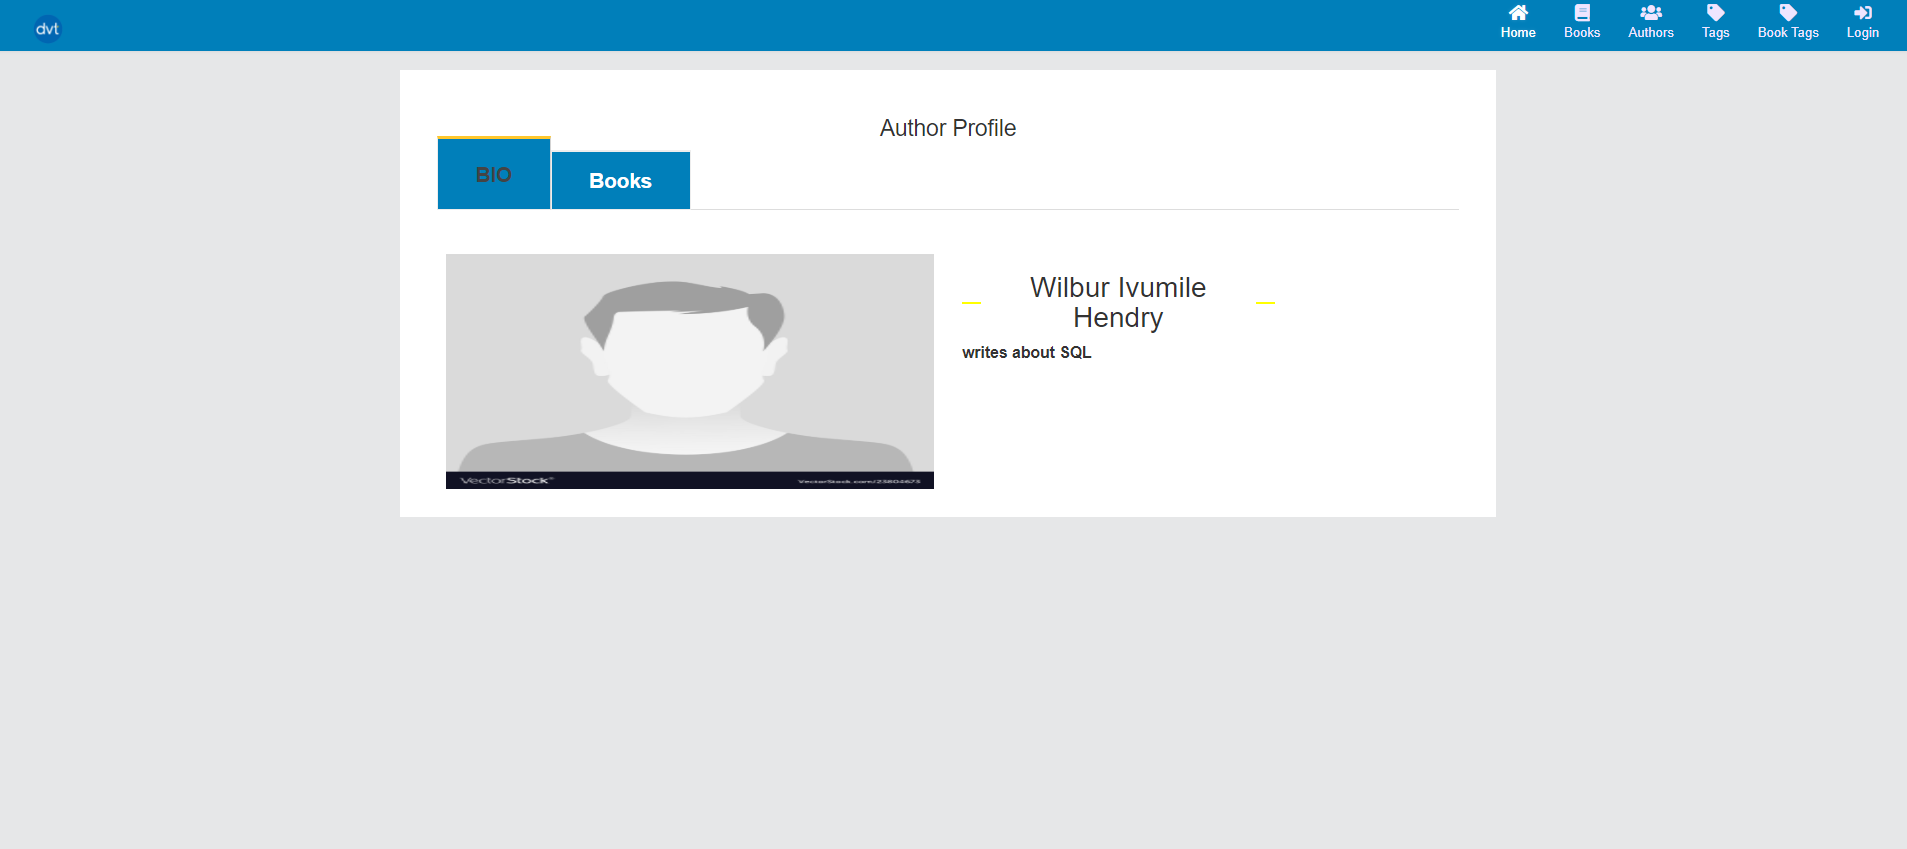 dvt
Home Books Authors Tags Book Tags Login
Author Profile
BIO Books
Wilbur Ivumile
Hendry
writes about SQL
VectorStock® VectorStock.com/23804673